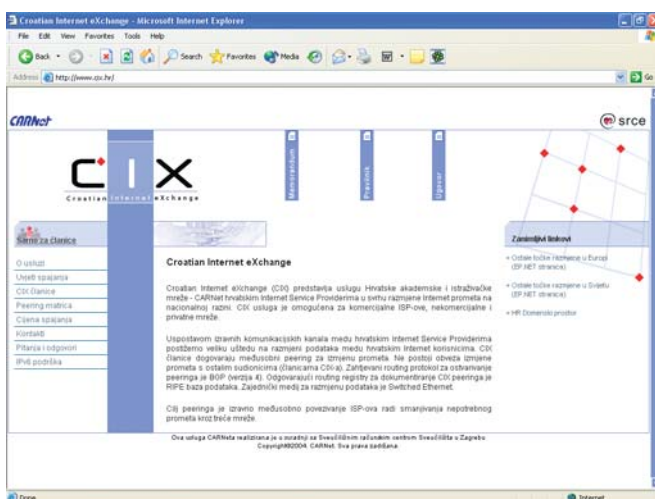 Croatian Internet eXchange - Microsoft Internet Explorer
File Edit View Favorites Tools Help
Back Search Favorites Media
Address http://www.cix.hr/ Go
CARNet
srce
CIX
Croatian Internet eXchange
Memorandum
Pravilnik
Ugovor
Samo za članice
O usluzi
Uvjeti spajanja
CIX članice
Peering matrica
Cijena spajanja
Kontakti
Pitanja i odgovori
IPv6 podrška
Croatian Internet eXchange
Croatian Internet eXchange (CIX) predstavlja uslugu Hrvatske akademske i istraživačke
mreže - CARNet hrvatskim Internet Service Providerima u svrhu razmjene Internet prometa na
nacionalnoj razini. CIX usluga je omogućena za komercijalne ISP-ove, nekomercijalne i
privatne mreže.
Uspostavom izravnih komunikacijskih kanala među hrvatskim Internet Service Providerima
postižemo veliku uštedu na razmjeni podataka među hrvatskim Internet korisnicima. CIX
članice dogovaraju međusobni peering za izmjenu prometa. Ne postoji obveza izmjene
prometa s ostalim sudionicima (članicama CIX-a). Zahtjevani routing protokol za ostvarivanje
peeringa je BGP (verzija 4). Odgovarajući routing registry za dokumentiranje CIX peeringa je
RIPE baza podataka. Zajednički medij za razmjenu podataka je Switched Ethernet.
Cilj peeringa je izravno međusobno povezivanje ISP-ova radi smanjivanja nepotrebnog
prometa kroz treće mreže.
Zanimljivi linkovi
Ostale točke razmjene u Europi
(EP.NET stranica)
Ostale točke razmjene u Svijetu
(EP.NET stranica)
HR Domenski prostor
Ova usluga CARNeta realizirana je u suradnji sa Sveučilišnim računskim centrom Sveučilišta u Zagrebu
Copyright©2004. CARNet. Sva prava zadržana.
Done
Internet